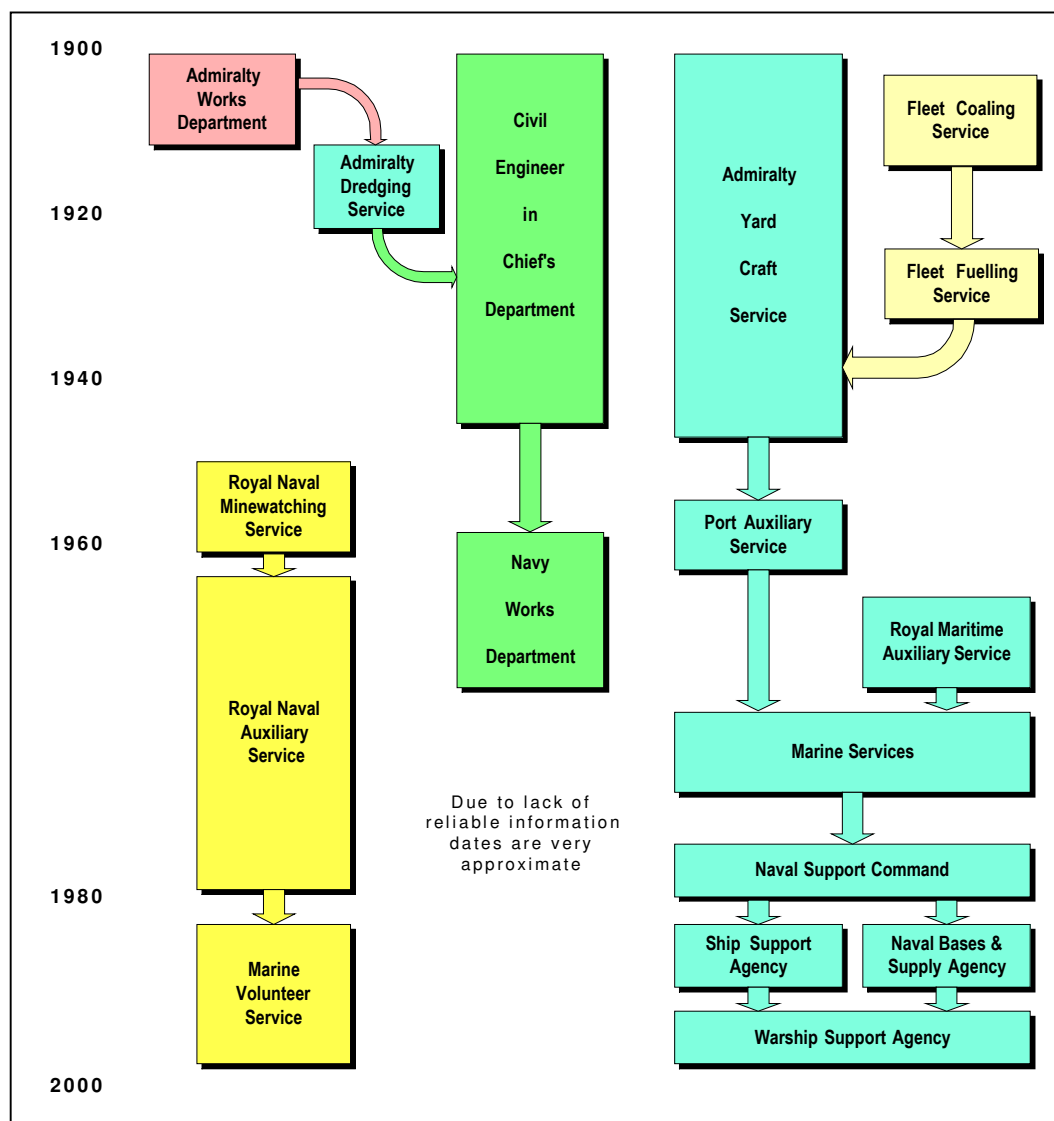 1900
Admiralty
Works
Department
Civil
Engineer
in
Chief's
Department
Admiralty
Yard
Craft
Service
Fleet Coaling
Service
Admiralty
Dredging
Service
1920
Fleet Fuelling
Service
1940
Royal Naval
Minewatching
Service
Port Auxiliary
Service
1960
Navy
Works
Department
Royal Maritime
Auxiliary Service
Royal Naval
Auxiliary
Service
Marine Services
Due to lack of
reliable information
dates are very
approximate
Naval Support Command
1980
Ship Support
Agency
Naval Bases &
Supply Agency
Marine
Volunteer
Service
Warship Support Agency
2000